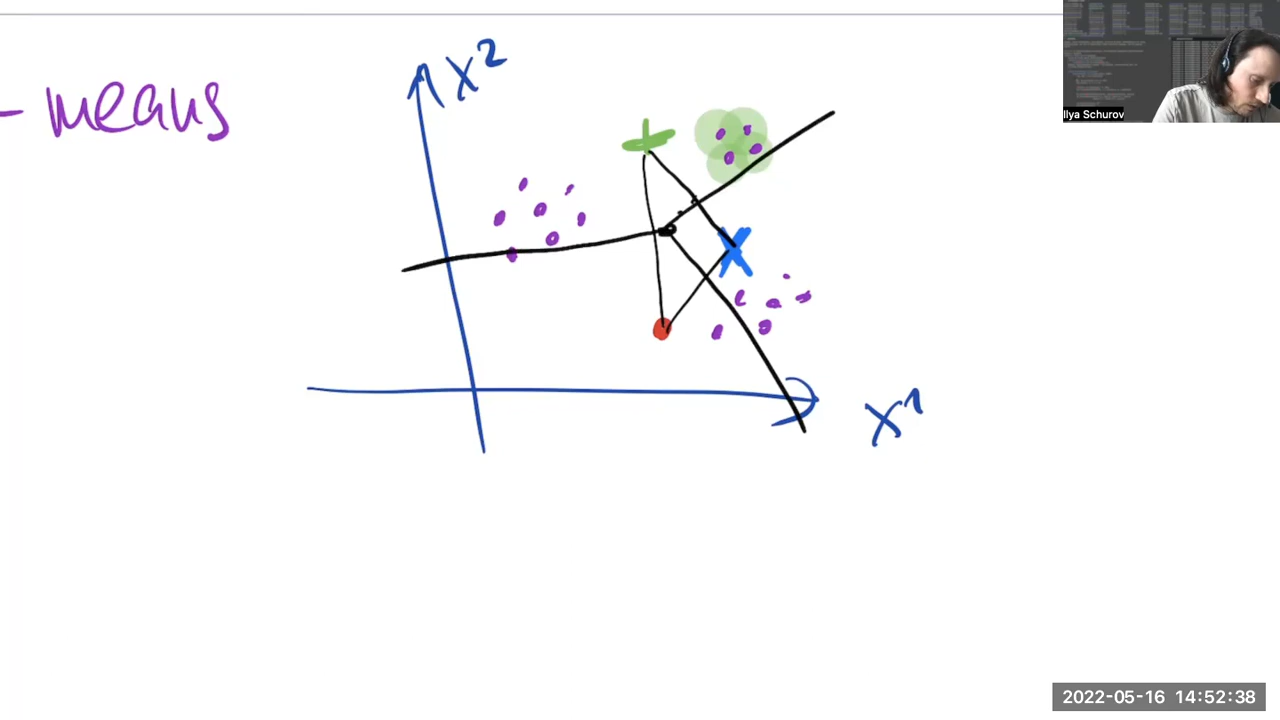 - means
x²
x¹
Ilya Schurov
2022-05-16 14:52:38